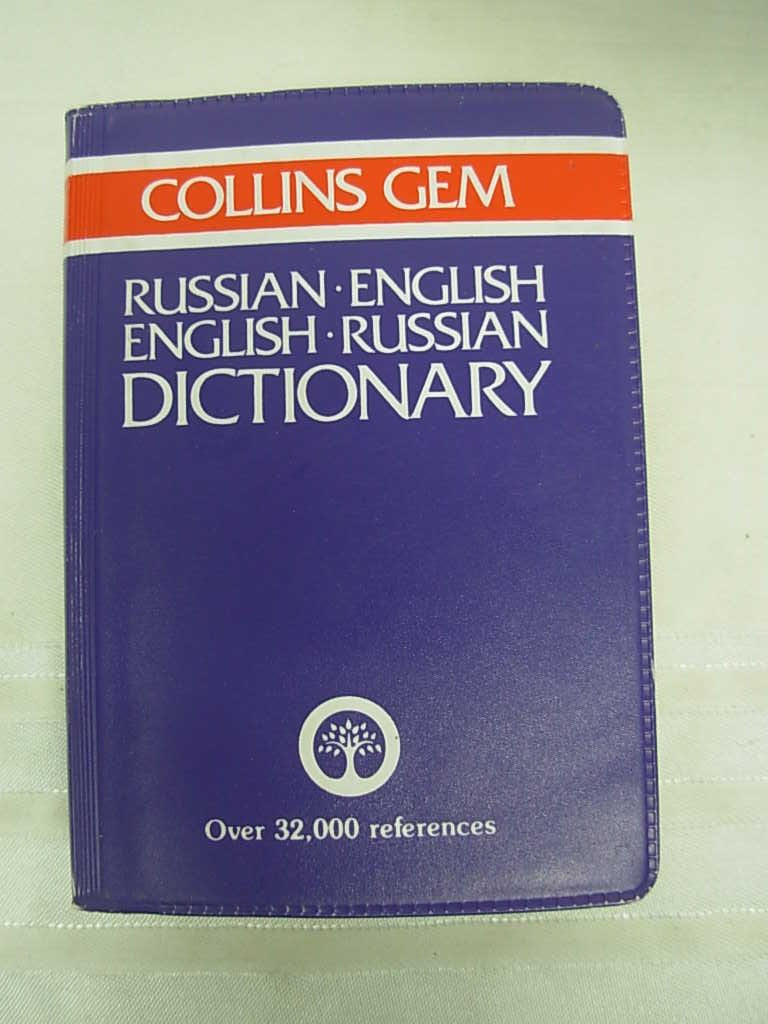 COLLINS GEM
RUSSIAN · ENGLISH
ENGLISH · RUSSIAN
DICTIONARY
Over 32,000 references